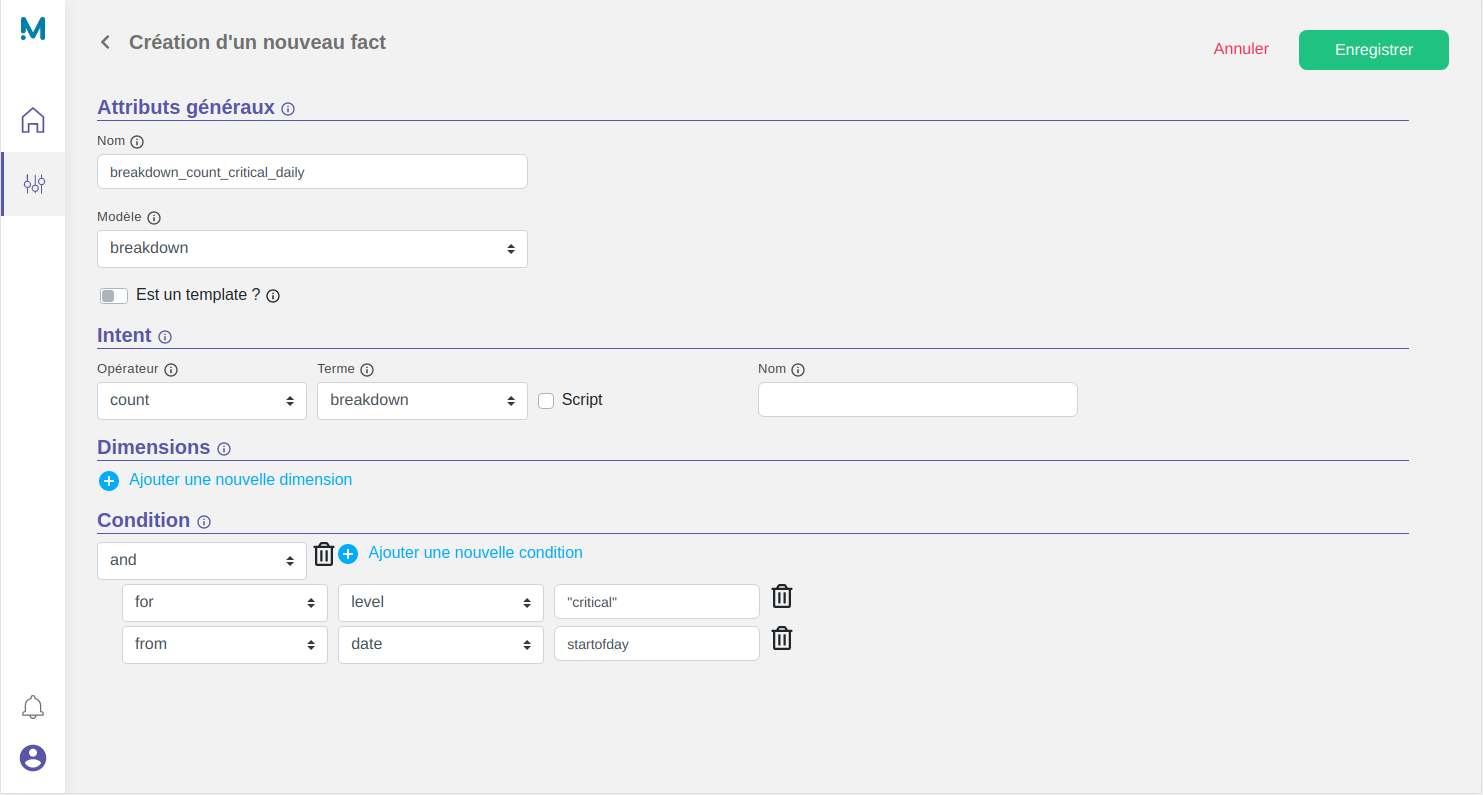 Création d'un nouveau fact
Annuler
Enregistrer
Attributs généraux
Nom
breakdown_count_critical_daily
Modèle
breakdown
Est un template ?
Intent
Opérateur
Terme
Nom
count
breakdown
Script
Dimensions
Ajouter une nouvelle dimension
Condition
and
Ajouter une nouvelle condition
for
level
"critical"
from
date
startofday